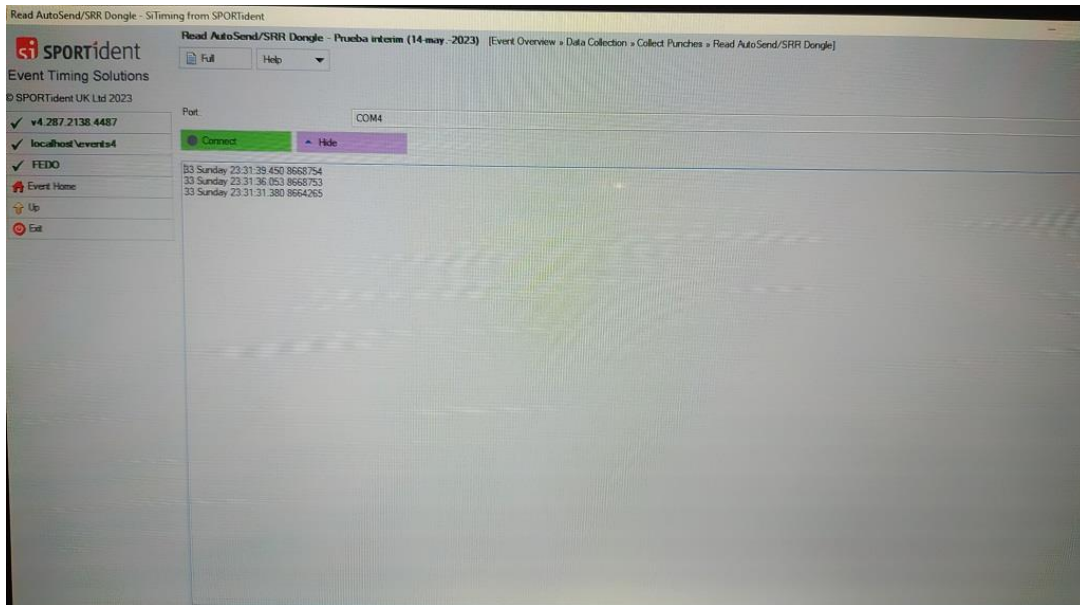 Read AutoSend/SRR Dongle - SiTiming from SPORTident
si SPORTident
Event Timing Solutions
© SPORTident UK Ltd 2023
v4.287.2138.4487
localhost\events4
FEDO
Event Home
Up
Exit
Read AutoSend/SRR Dongle - Prueba interim (14-may.-2023) [Event Overview » Data Collection » Collect Punches » Read AutoSend/SRR Dongle]
Full Help
Port: COM4
Connect Hide
33 Sunday 23:31:39.450 8668754
33 Sunday 23:31:36.053 8668753
33 Sunday 23:31:31.380 8664265